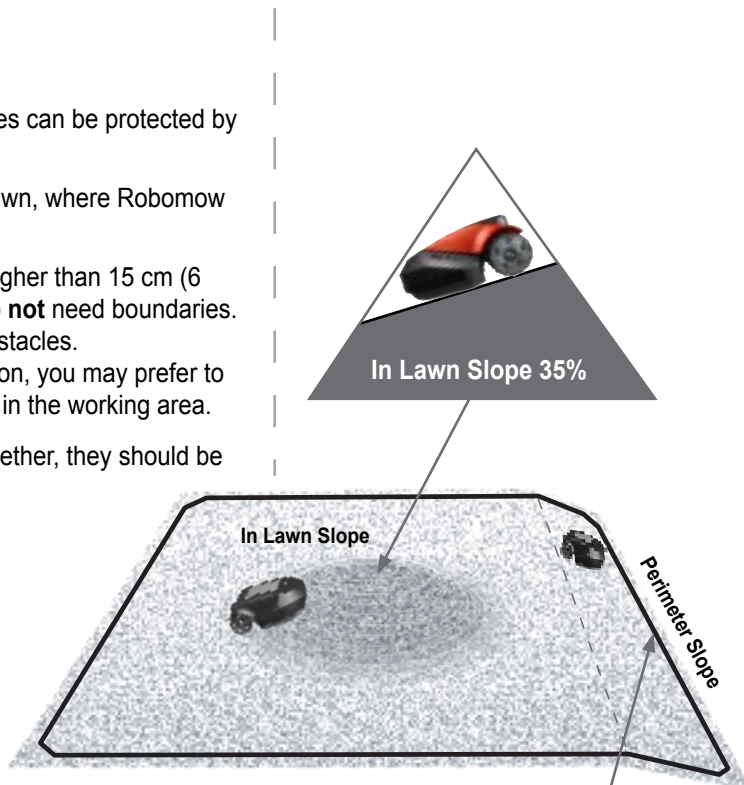 es can be protected by
wn, where Robomow
gher than 15 cm (6
not need boundaries.
stacles.
on, you may prefer to
in the working area.
ether, they should be
In Lawn Slope 35%
In Lawn Slope
Perimeter Slope